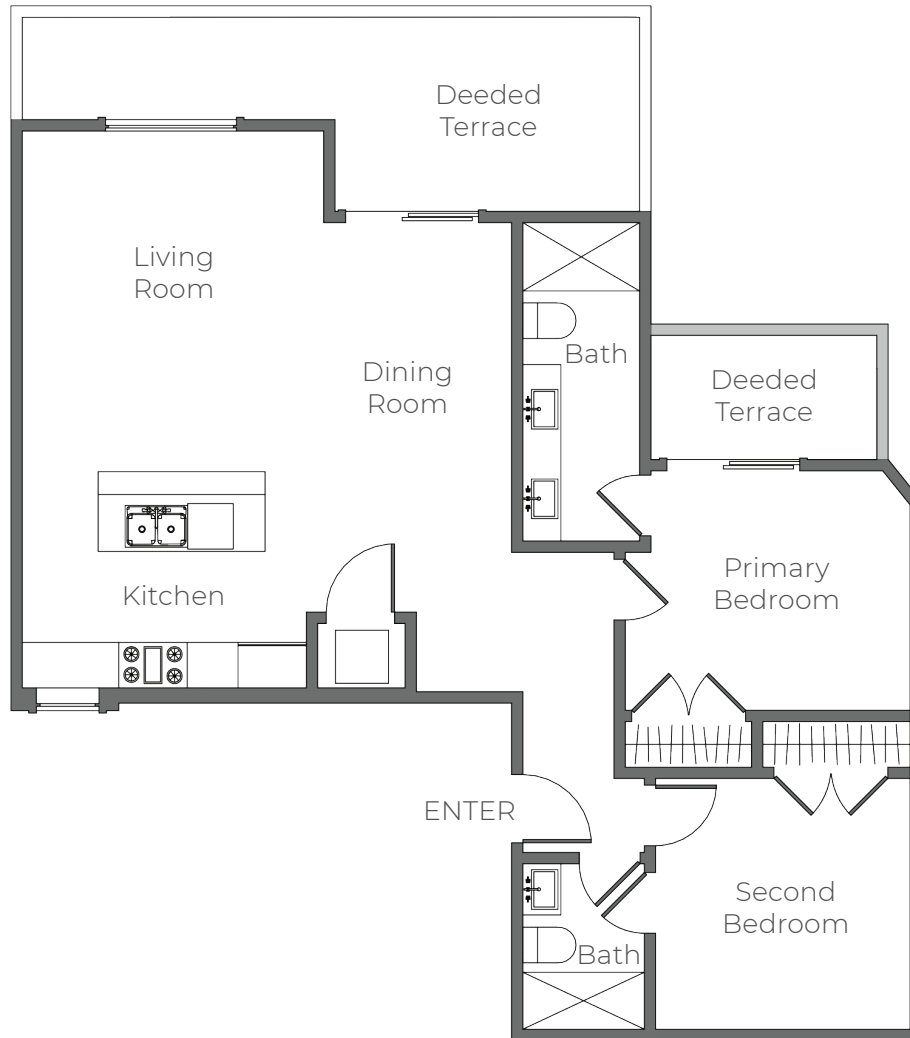 Deeded
Terrace
Living
Room
Bath
Dining
Room
Deeded
Terrace
Primary
Bedroom
Kitchen
ENTER
Second
Bedroom
Bath